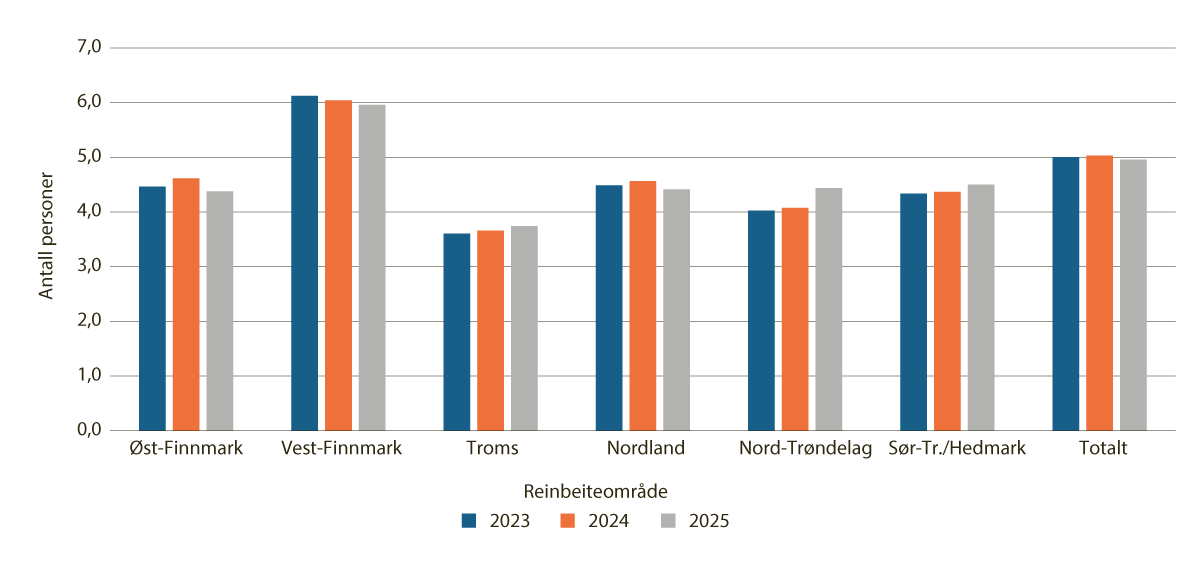 7,0
6,0
5,0
4,0
3,0
2,0
1,0
0,0
Antall personer
Øst-Finnmark Vest-Finnmark Troms Nordland Nord-Trøndelag Sør-Tr./Hedmark Totalt
Reinbeiteområde
2023 2024 2025